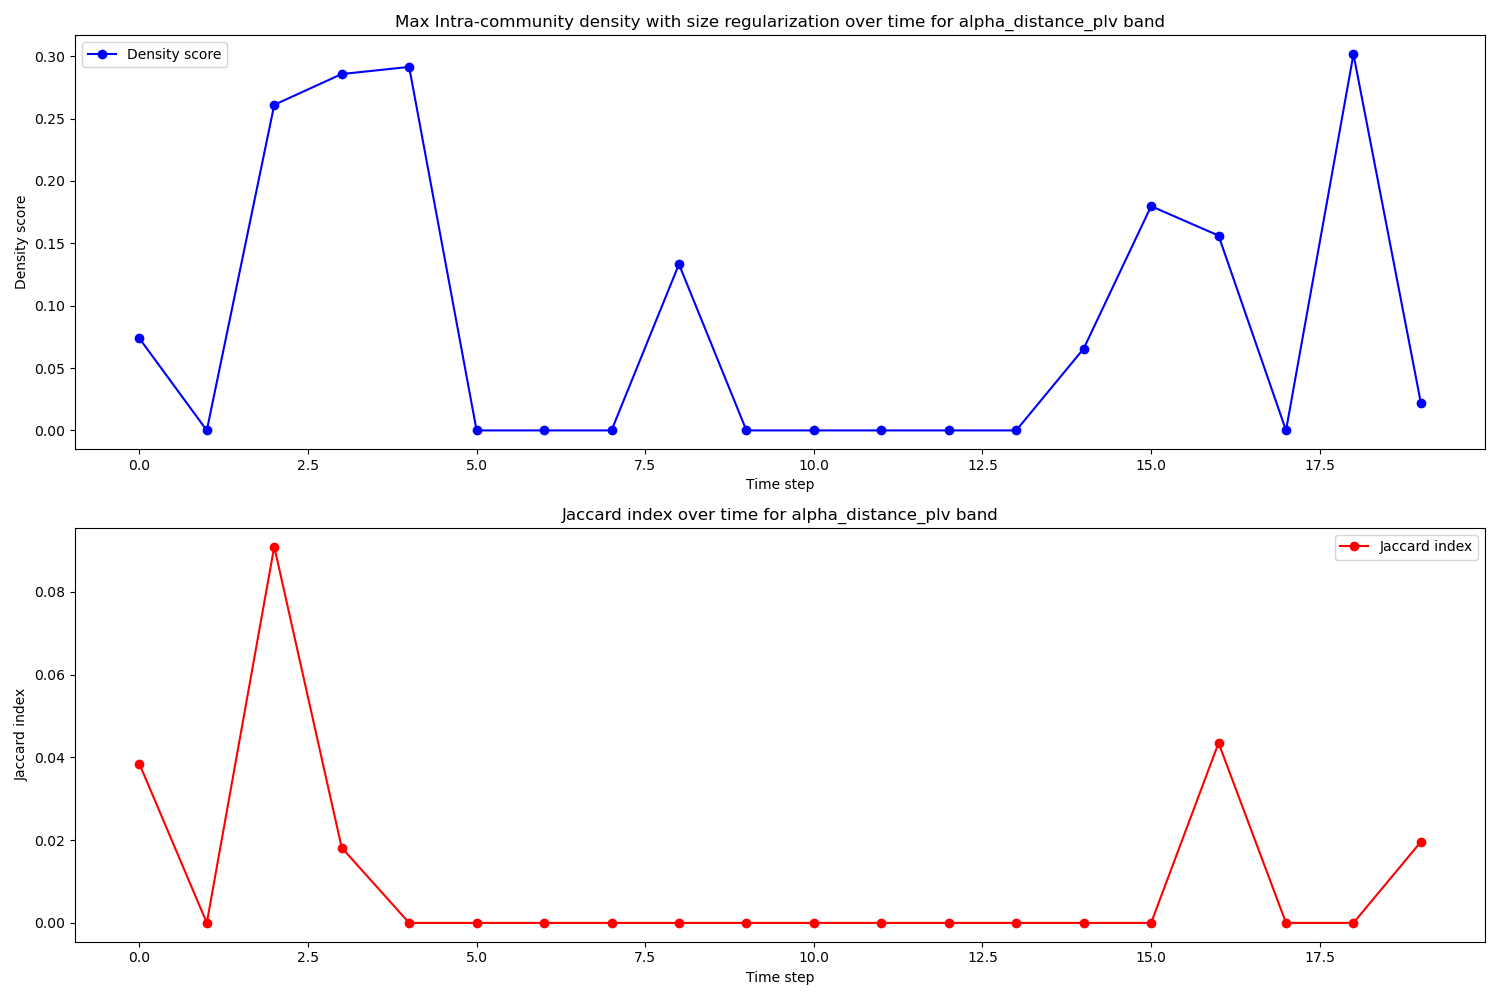 Max Intra-community density with size regularization over time for alpha_distance_plv band
Density score
0.30
0.25
0.20
0.15
0.10
0.05
0.00
Density score
0.0 2.5 5.0 7.5 10.0 12.5 15.0 17.5
Time step
Jaccard index over time for alpha_distance_plv band
Jaccard index
0.08
0.06
0.04
0.02
0.00
Jaccard index
0.0 2.5 5.0 7.5 10.0 12.5 15.0 17.5
Time step